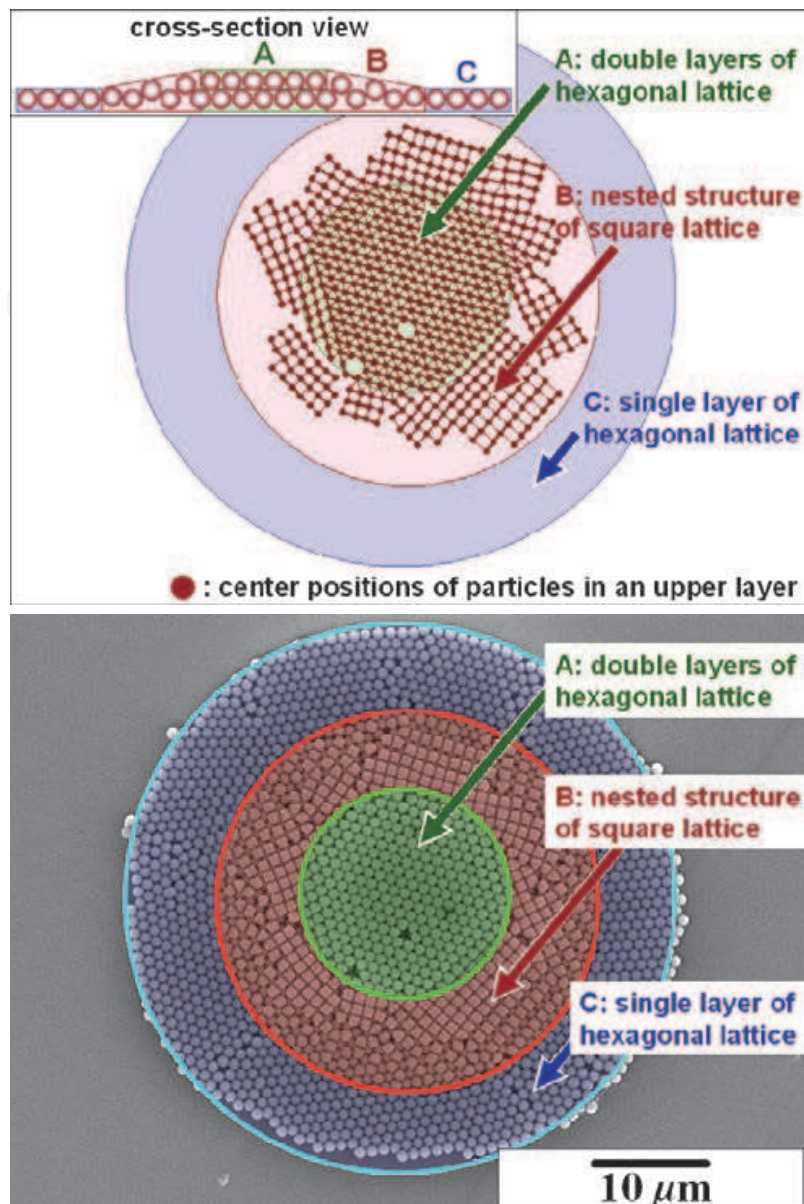 cross-section view
A
B
C
A: double layers of
hexagonal lattice
B: nested structure
of square lattice
C: single layer of
hexagonal lattice
: center positions of particles in an upper layer
A: double layers of
hexagonal lattice
B: nested structure
of square lattice
C: single layer of
hexagonal lattice
10 μm